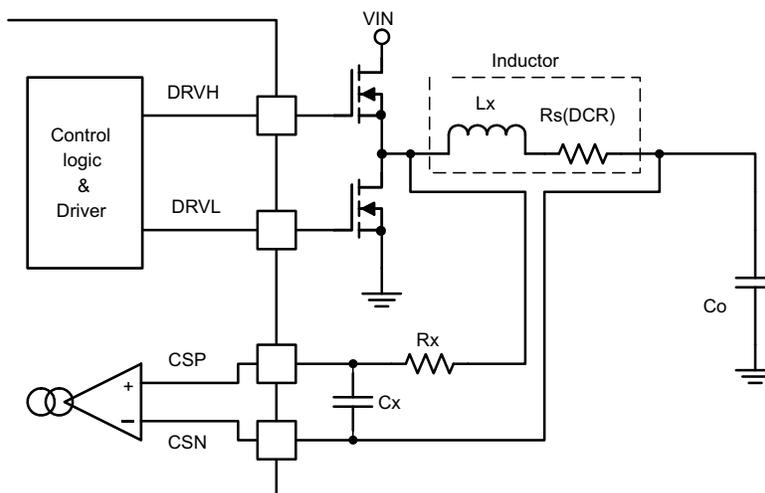 VIN
Inductor
DRVH
Lx
Rs(DCR)
Control
logic
&
Driver
DRVL
Co
Rx
CSP
+
Cx
−
CSN